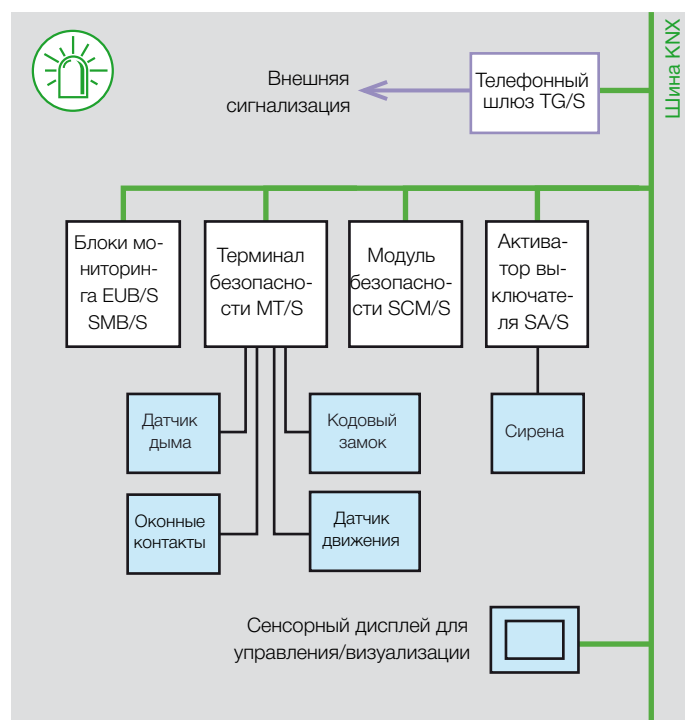 Шина KNX
Внешняя
сигнализация
Телефонный
шлюз TG/S
Блоки мо-
ниторин-
га EUB/S
SMB/S
Терминал
безопасно-
сти MT/S
Модуль
безопасно-
сти SCM/S
Актива-
тор вы-
ключате-
ля SA/S
Датчик
дыма
Кодовый
замок
Сирена
Оконные
контакты
Датчик
движения
Сенсорный дисплей для
управления/визуализации